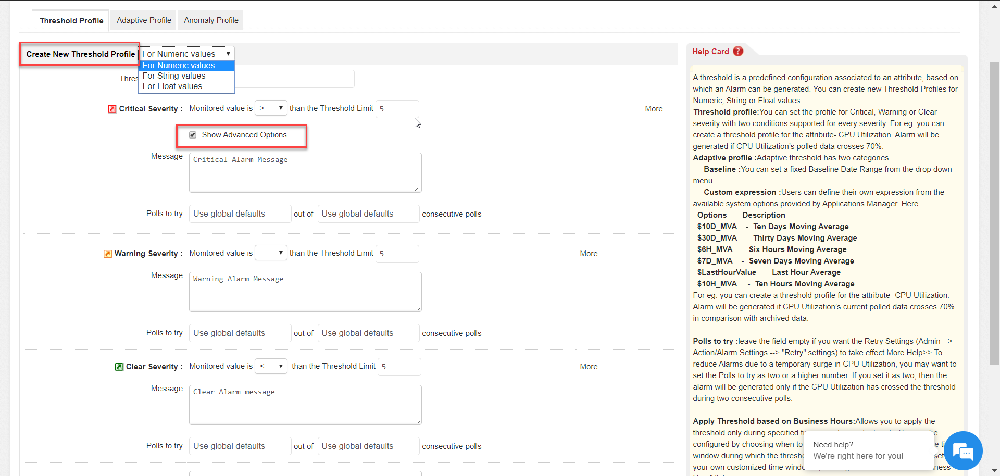 Threshold Profile Adaptive Profile Anomaly Profile
Create New Threshold Profile For Numeric values
For Numeric values
For String values
For Float values
Thres
Critical Severity : Monitored value is > than the Threshold Limit 5 More
Show Advanced Options
Message Critical Alarm Message
Polls to try Use global defaults out of Use global defaults consecutive polls
Warning Severity : Monitored value is = than the Threshold Limit 5 More
Message Warning Alarm Message
Polls to try Use global defaults out of Use global defaults consecutive polls
Clear Severity : Monitored value is < than the Threshold Limit 5 More
Message Clear Alarm message
Polls to try Use global defaults out of Use global defaults consecutive polls
Help Card ?
A threshold is a predefined configuration associated to an attribute, based on
which an Alarm can be generated. You can create new Threshold Profiles for
Numeric, String or Float values.
Threshold profile:You can set the profile for Critical, Warning or Clear
severity with two conditions supported for every severity. For eg. you can
create a threshold profile for the attribute- CPU Utilization. Alarm will be
generated if CPU Utilization's polled data crosses 70%.
Adaptive profile :Adaptive threshold has two categories
Baseline :You can set a fixed Baseline Date Range from the drop down
menu.
Custom expression :Users can define their own expression from the
available system options provided by Applications Manager. Here
Options - Description
$10D_MVA - Ten Days Moving Average
$30D_MVA - Thirty Days Moving Average
$6H_MVA - Six Hours Moving Average
$7D_MVA - Seven Days Moving Average
$LastHourValue - Last Hour Average
$10H_MVA - Ten Hours Moving Average
For eg. you can create a threshold profile for the attribute- CPU Utilization.
Alarm will be generated if CPU Utilization's current polled data crosses 70%
in comparison with archived data.
Polls to try :leave the field empty if you want the Retry Settings (Admin -->
Action/Alarm Settings --> "Retry" settings) to take effect More Help>>.To
reduce Alarms due to a temporary surge in CPU Utilization, you may want to
set the Polls to try as two or a higher number. If you set it as two, then the
alarm will be generated only if the CPU Utilization has crossed the threshold
during two consecutive polls.
Apply Threshold based on Business Hours:Allows you to apply the
threshold only during specified
configured by choosing when to
window during which the set
your own customized time
Need help?
We're right here for you!